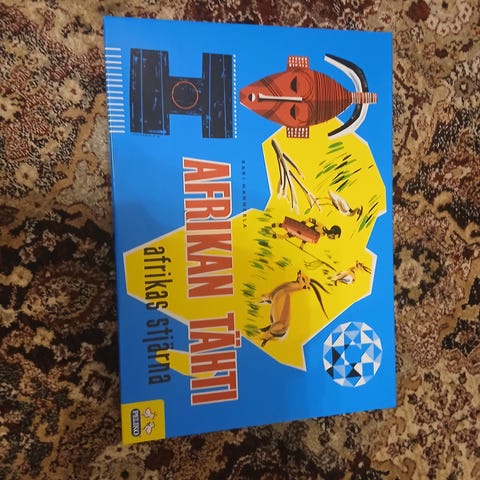 KARI MANNERLA
AFRIKAN TÄHTI
afrikas stjärna
PELIKO